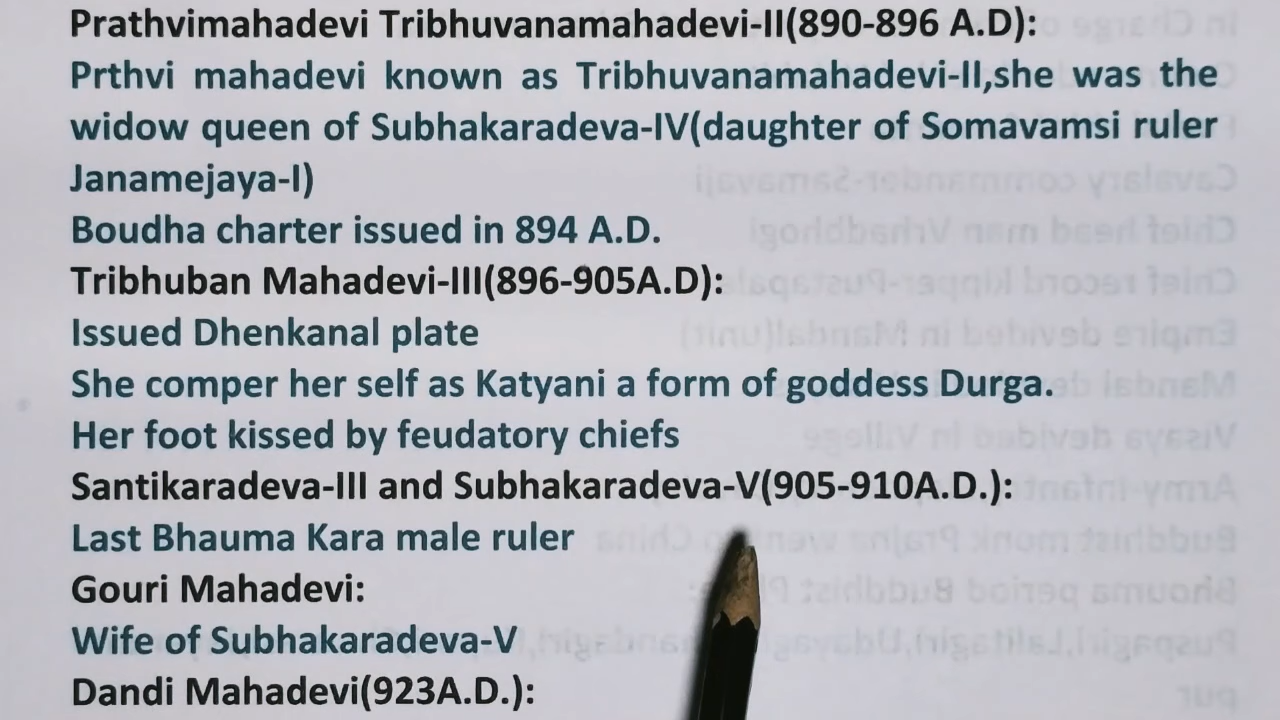 Prathvimahadevi Tribhuvanamahadevi-II(890-896 A.D):
Prthvi mahadevi known as Tribhuvanamahadevi-II,she was the
widow queen of Subhakaradeva-IV(daughter of Somavamsi ruler
Janamejaya-I)
Boudha charter issued in 894 A.D.
Tribhuban Mahadevi-III(896-905A.D):
Issued Dhenkanal plate
She comper her self as Katyani a form of goddess Durga.
Her foot kissed by feudatory chiefs
Santikaradeva-III and Subhakaradeva-V(905-910A.D.):
Last Bhauma Kara male ruler
Gouri Mahadevi:
Wife of Subhakaradeva-V
Dandi Mahadevi(923A.D.):